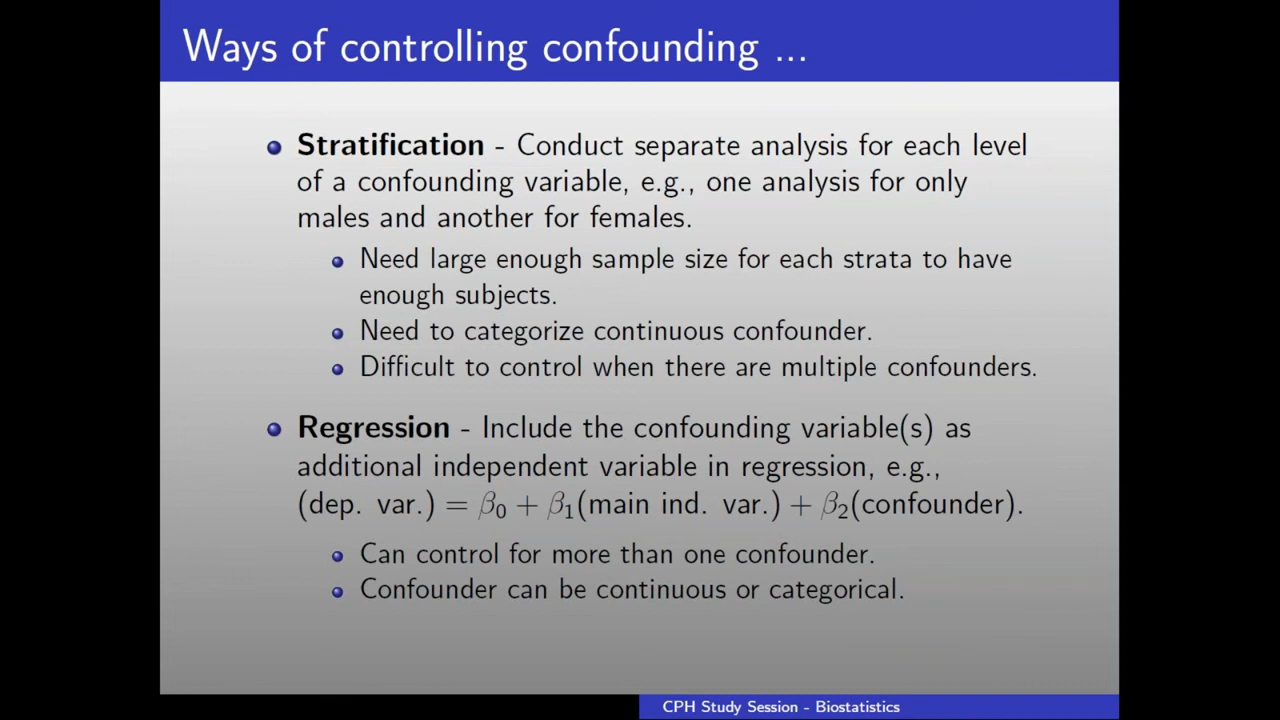 Ways of controlling confounding ...
Stratification - Conduct separate analysis for each level
of a confounding variable, e.g., one analysis for only
males and another for females.
Need large enough sample size for each strata to have
enough subjects.
Need to categorize continuous confounder.
Difficult to control when there are multiple confounders.
Regression - Include the confounding variable(s) as
additional independent variable in regression, e.g.,
(dep. var.) = β₀ + β₁(main ind. var.) + β₂(confounder).
Can control for more than one confounder.
Confounder can be continuous or categorical.
CPH Study Session - Biostatistics